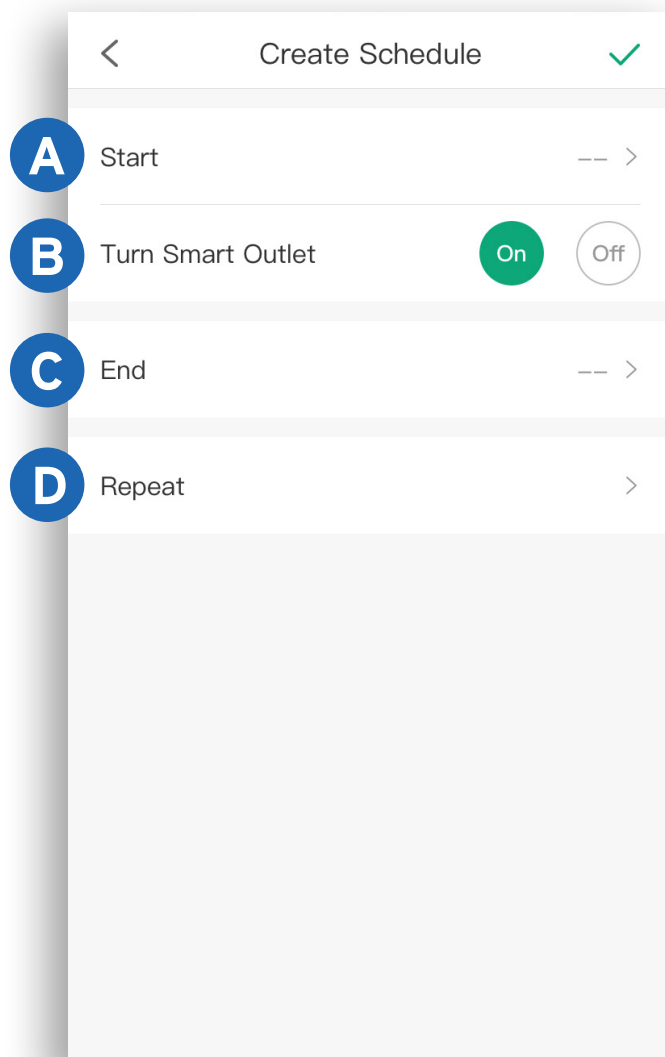 Create Schedule
A Start -- >
B Turn Smart Outlet On Off
C End -- >
D Repeat >